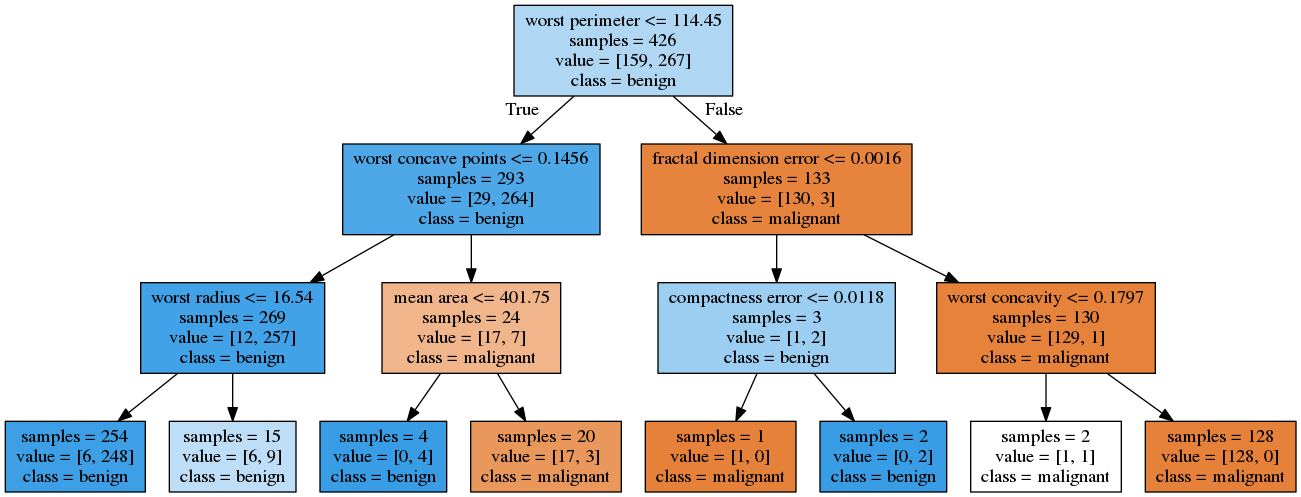 worst perimeter <= 114.45
samples = 426
value = [159, 267]
class = benign
True
False
worst concave points <= 0.1456
samples = 293
value = [29, 264]
class = benign
fractal dimension error <= 0.0016
samples = 133
value = [130, 3]
class = malignant
worst radius <= 16.54
samples = 269
value = [12, 257]
class = benign
mean area <= 401.75
samples = 24
value = [17, 7]
class = malignant
compactness error <= 0.0118
samples = 3
value = [1, 2]
class = benign
worst concavity <= 0.1797
samples = 130
value = [129, 1]
class = malignant
samples = 254
value = [6, 248]
class = benign
samples = 15
value = [6, 9]
class = benign
samples = 4
value = [0, 4]
class = benign
samples = 20
value = [17, 3]
class = malignant
samples = 1
value = [1, 0]
class = malignant
samples = 2
value = [0, 2]
class = benign
samples = 2
value = [1, 1]
class = malignant
samples = 128
value = [128, 0]
class = malignant